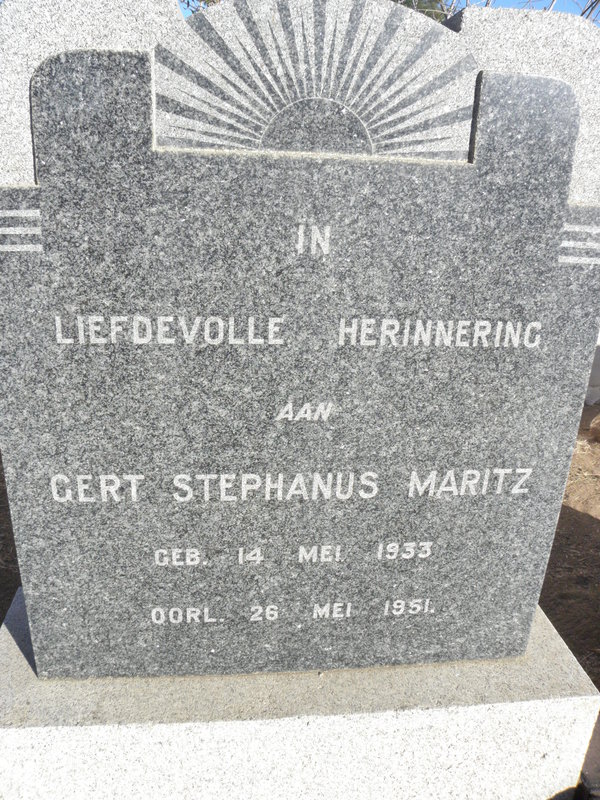 IN
LIEFDEVOLLE HERINNERING
AAN
GERT STEPHANUS MARITZ
GEB. 14 MEI 1933
OORL. 26 MEI 1951.